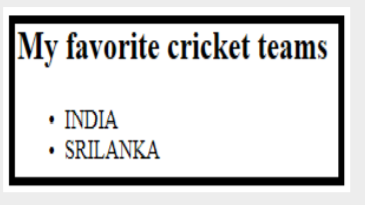 My favorite cricket teams
• INDIA
• SRILANKA